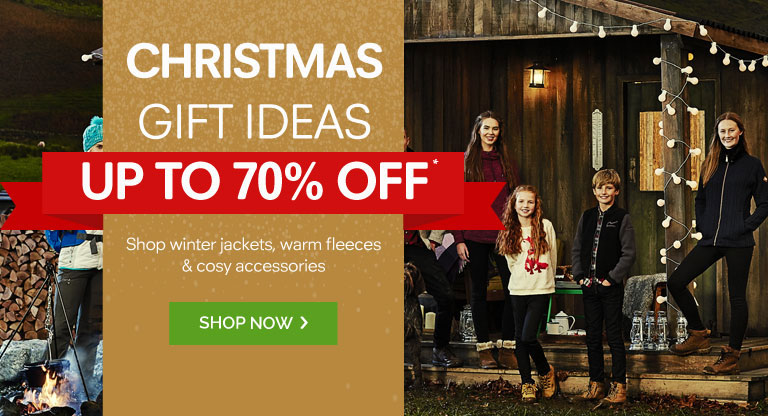 CHRISTMAS
GIFT IDEAS
UP TO 70% OFF*
Shop winter jackets, warm fleeces
& cosy accessories
SHOP NOW >